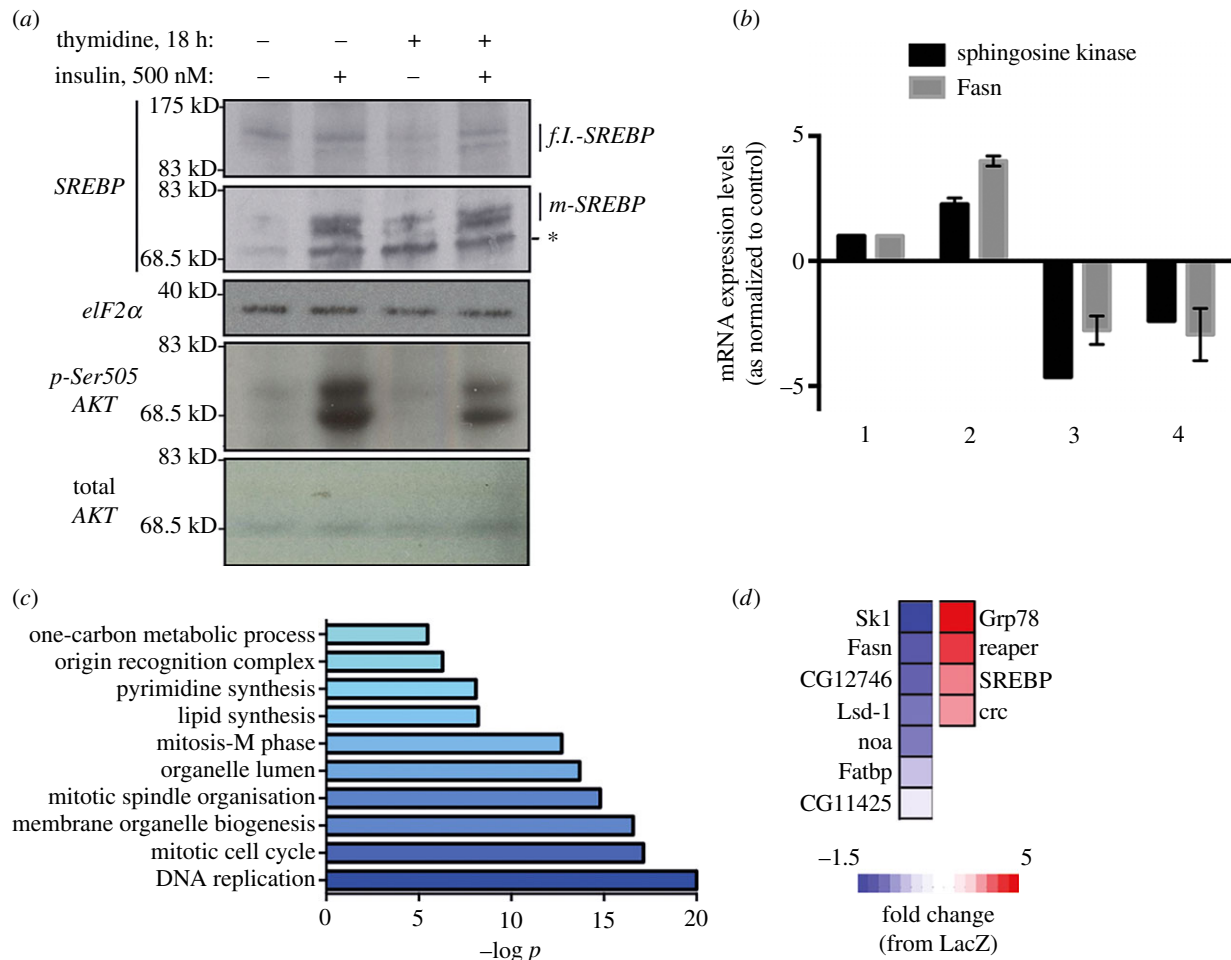 (a)
thymidine, 18 h: – – + +
insulin, 500 nM: – + – +
175 kD
f.I.-SREBP
83 kD
SREBP
83 kD
m-SREBP
*
68.5 kD
40 kD
eIF2α
83 kD
p-Ser505
AKT
68.5 kD
83 kD
total
AKT
68.5 kD
(b)
sphingosine kinase
Fasn
mRNA expression levels
(as normalized to control)
5
0
–5
1 2 3 4
(c)
one-carbon metabolic process
origin recognition complex
pyrimidine synthesis
lipid synthesis
mitosis-M phase
organelle lumen
mitotic spindle organisation
membrane organelle biogenesis
mitotic cell cycle
DNA replication
0 5 10 15 20
–log p
(d)
Sk1 Grp78
Fasn reaper
CG12746 SREBP
Lsd-1 crc
noa
Fatbp
CG11425
–1.5 5
fold change
(from LacZ)